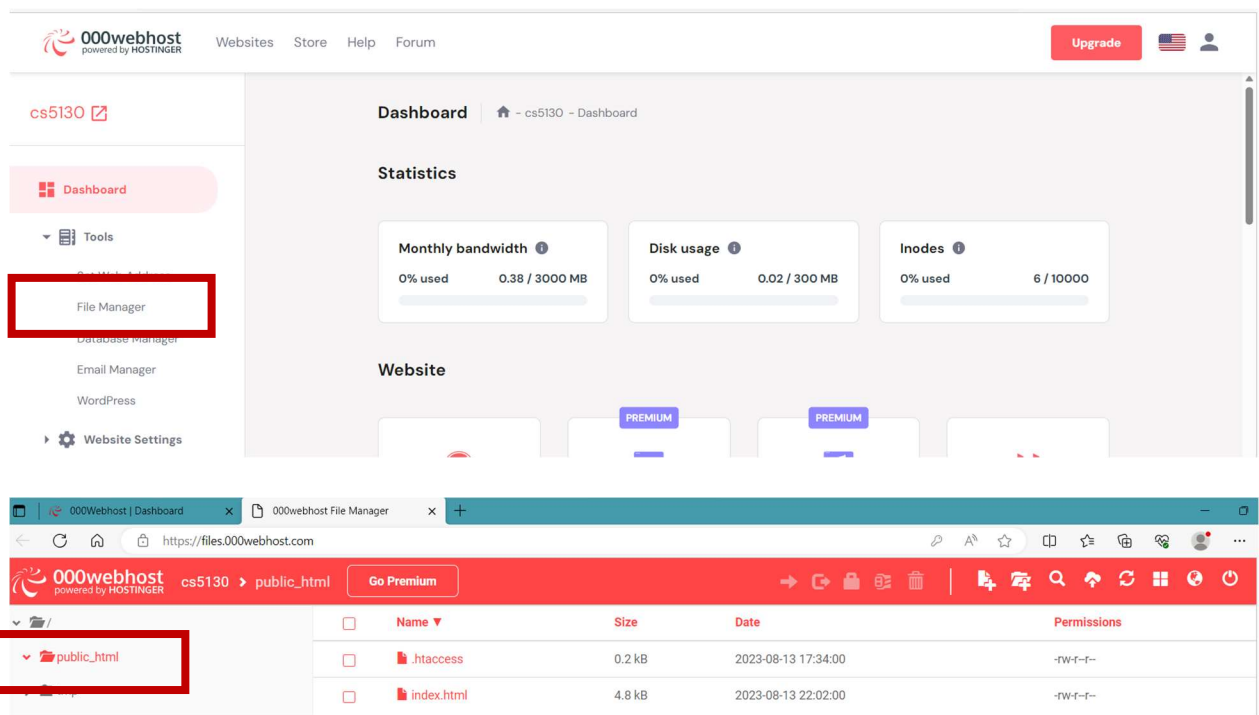 000webhost
powered by HOSTINGER
Websites Store Help Forum
Upgrade
cs5130
Dashboard - cs5130 - Dashboard
Dashboard
Tools
File Manager
Database Manager
Email Manager
WordPress
Website Settings
Statistics
Monthly bandwidth
0% used 0.38 / 3000 MB
Disk usage
0% used 0.02 / 300 MB
Inodes
0% used 6 / 10000
Website
PREMIUM
PREMIUM
000Webhost | Dashboard
000webhost File Manager
https://files.000webhost.com
000webhost
powered by HOSTINGER
cs5130 > public_html
Go Premium
/
public_html
Name ▼ Size Date Permissions
.htaccess 0.2 kB 2023-08-13 17:34:00 -rw-r--r--
index.html 4.8 kB 2023-08-13 22:02:00 -rw-r--r--